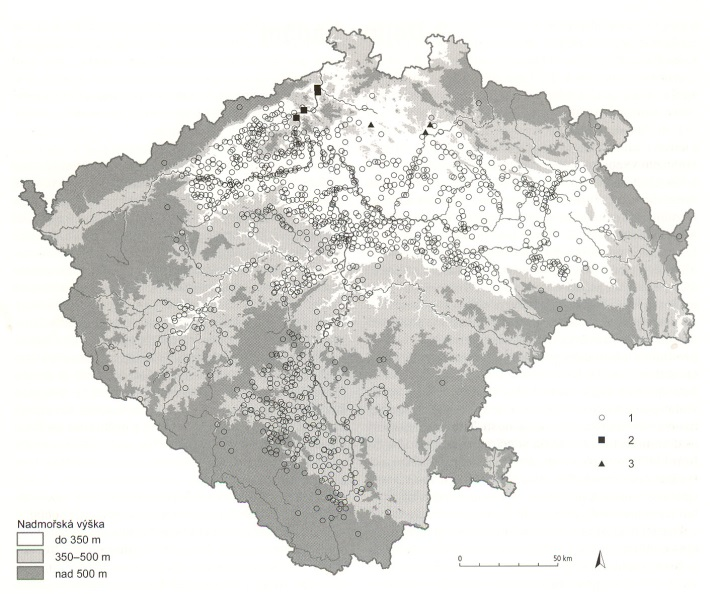 1
2
3
Nadmořská výška
do 350 m
350–500 m
nad 500 m
0 50 km